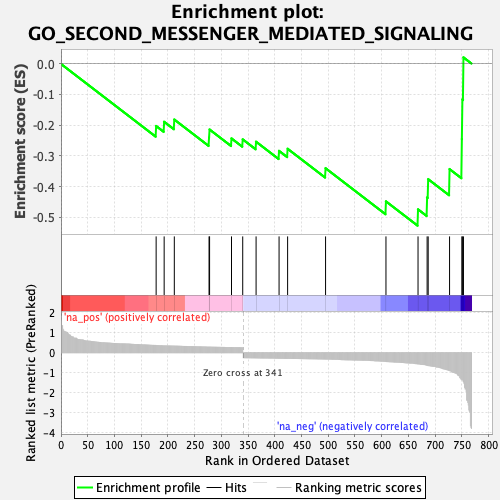 Enrichment plot:
GO_SECOND_MESSENGER_MEDIATED_SIGNALING
Enrichment score (ES)
0.0
-0.1
-0.2
-0.3
-0.4
-0.5
Ranked list metric (PreRanked)
2
1
0
-1
-2
-3
-4
'na_pos' (positively correlated)
Zero cross at 341
'na_neg' (negatively correlated)
0 50 100 150 200 250 300 350 400 450 500 550 600 650 700 750 800
Rank in Ordered Dataset
Enrichment profile Hits Ranking metric scores